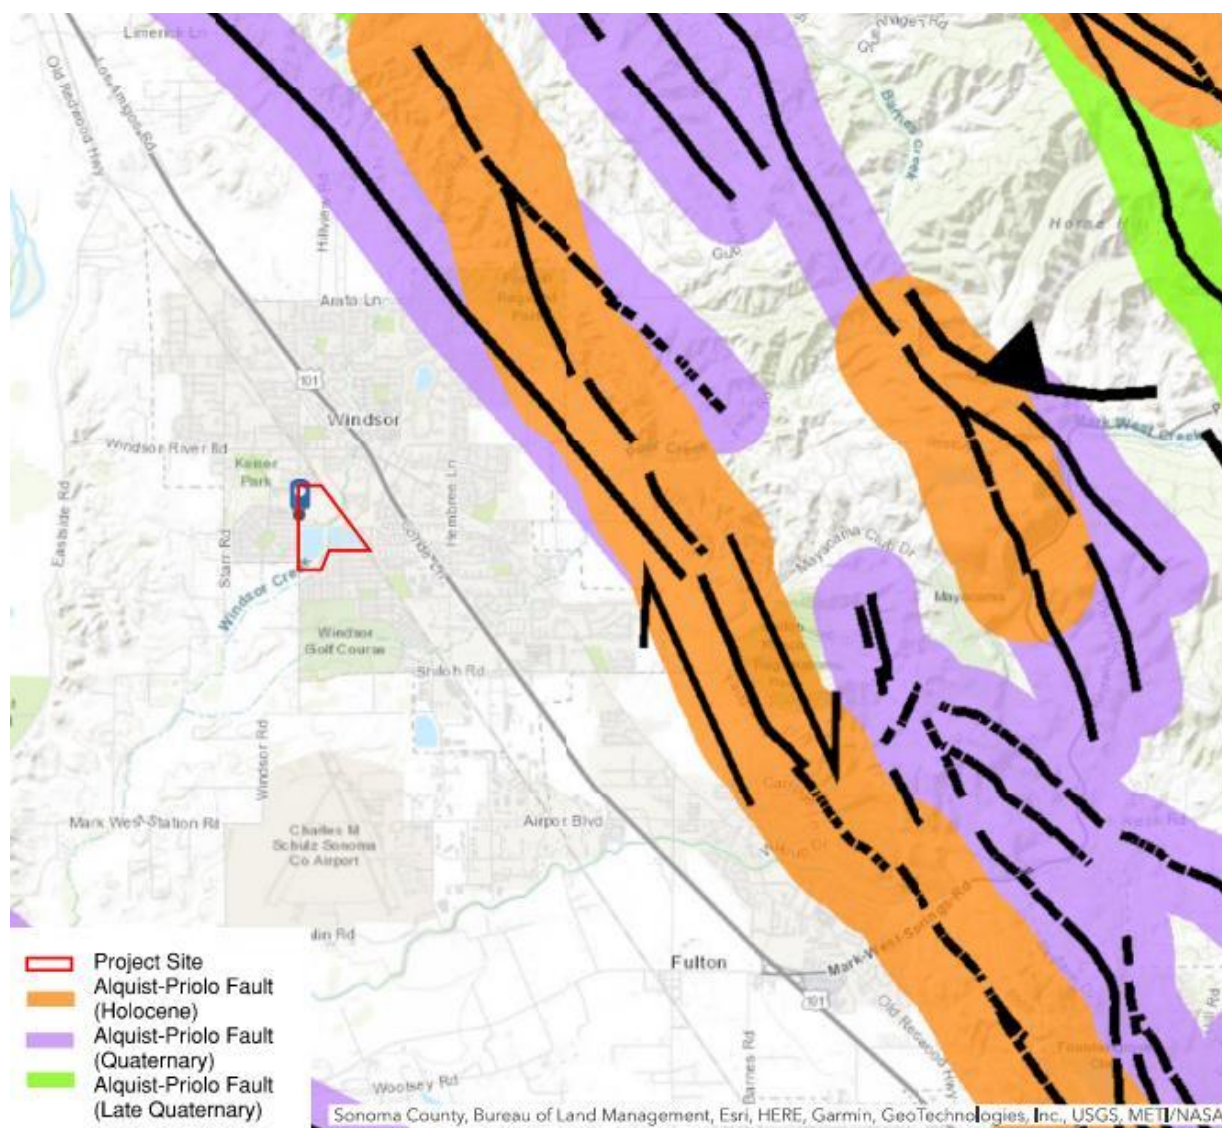 Limerick Ln
Old Redwood Hwy
Los Amigos Rd
Barnes Creek
Hillview Rd
Arata Ln
101
Windsor
Windsor River Rd
Keiser
Park
Eastside Rd
Starr Rd
Hembree Ln
Windsor Creek
Windsor
Golf Course
Shiloh Rd
Mayacama Club Dr
Mayacama
Mark West Creek
Windsor Rd
Mark West Station Rd
Charles M
Schulz Sonoma
Co Airport
Airport Blvd
Fulton
Mark-West-Springs-Rd
101
Old Redwood Hwy
Barnes Rd
Woolsey Rd
Project Site
Alquist-Priolo Fault
(Holocene)
Alquist-Priolo Fault
(Quaternary)
Alquist-Priolo Fault
(Late Quaternary)
Sonoma County, Bureau of Land Management, Esri, HERE, Garmin, GeoTechnologies, Inc., USGS, METI/NASA